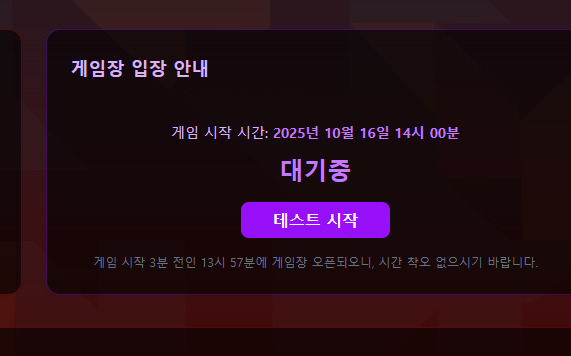 게임장 입장 안내
게임 시작 시간: 2025년 10월 16일 14시 00분
대기중
테스트 시작
게임 시작 3분 전인 13시 57분에 게임장 오픈되오니, 시간 착오 없으시기 바랍니다.